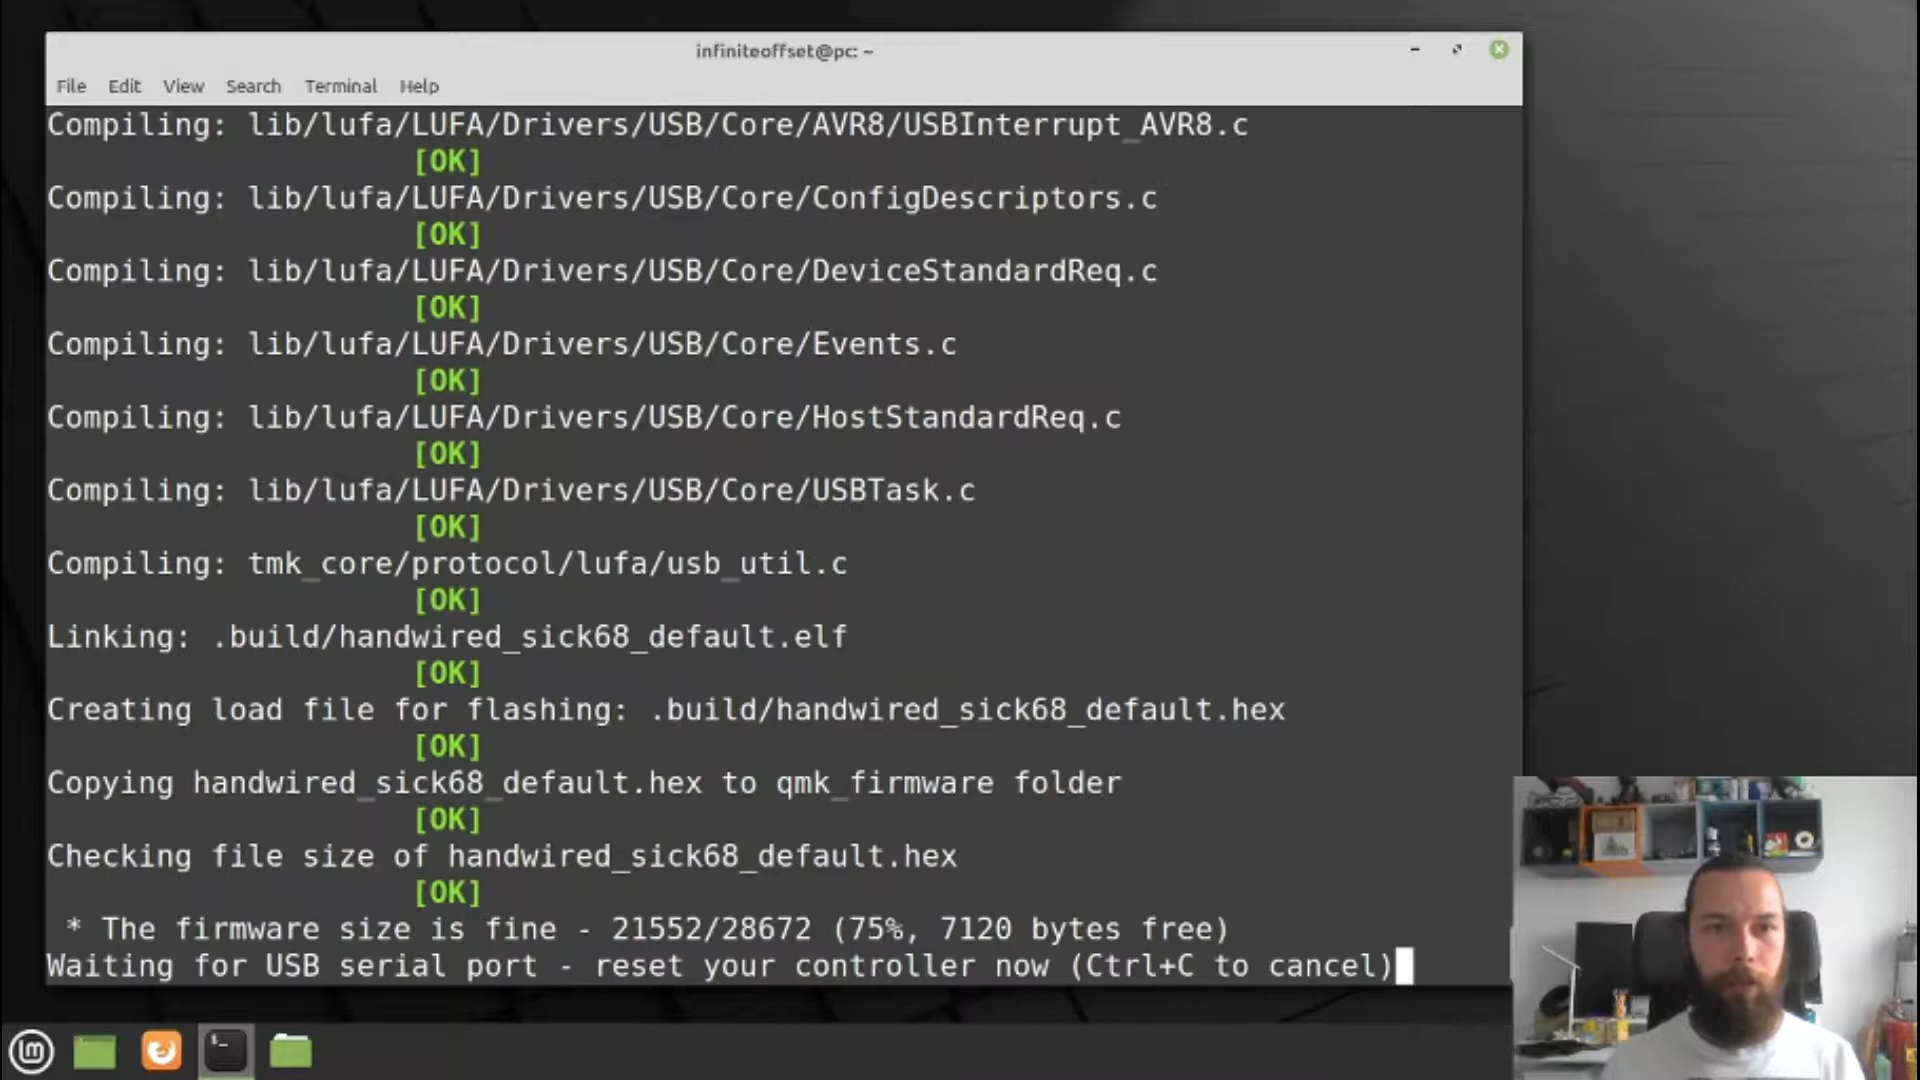 infiniteoffset@pc: ~
File Edit View Search Terminal Help
Compiling: lib/lufa/LUFA/Drivers/USB/Core/AVR8/USBInterrupt_AVR8.c
[OK]
Compiling: lib/lufa/LUFA/Drivers/USB/Core/ConfigDescriptors.c
[OK]
Compiling: lib/lufa/LUFA/Drivers/USB/Core/DeviceStandardReq.c
[OK]
Compiling: lib/lufa/LUFA/Drivers/USB/Core/Events.c
[OK]
Compiling: lib/lufa/LUFA/Drivers/USB/Core/HostStandardReq.c
[OK]
Compiling: lib/lufa/LUFA/Drivers/USB/Core/USBTask.c
[OK]
Compiling: tmk_core/protocol/lufa/usb_util.c
[OK]
Linking: .build/handwired_sick68_default.elf
[OK]
Creating load file for flashing: .build/handwired_sick68_default.hex
[OK]
Copying handwired_sick68_default.hex to qmk_firmware folder
[OK]
Checking file size of handwired_sick68_default.hex
[OK]
* The firmware size is fine - 21552/28672 (75%, 7120 bytes free)
Waiting for USB serial port - reset your controller now (Ctrl+C to cancel)